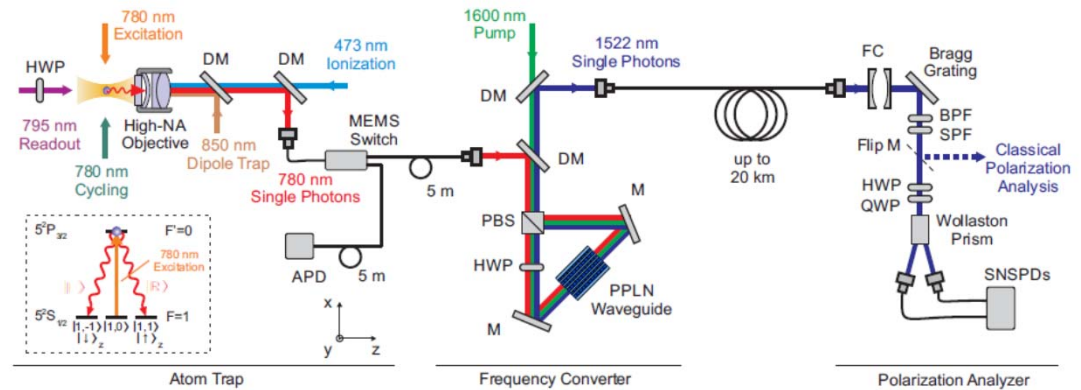 780 nm
Excitation
HWP
DM
DM
473 nm
Ionization
795 nm
Readout
High-NA
Objective
850 nm
Dipole Trap
780 nm
Cycling
MEMS
Switch
780 nm
Single Photons
5 m
APD
5 m
5²P₃/₂
F'=0
780 nm
Excitation
|R⟩
5²S₁/₂
F=1
|1,-1⟩ |1,0⟩ |1,1⟩
|↓⟩z |↑⟩z
x
y
z
Atom Trap
1600 nm
Pump
1522 nm
Single Photons
DM
DM
M
PBS
HWP
PPLN
Waveguide
M
Frequency Converter
up to
20 km
FC
Bragg
Grating
BPF
SPF
Flip M
Classical
Polarization
Analysis
HWP
QWP
Wollaston
Prism
SNSPDs
Polarization Analyzer